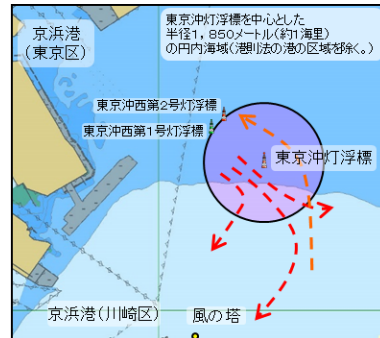 京浜港
(東京区)
東京沖灯浮標を中心とした
半径1,850メートル(約1海里)
の円内海域(港則法の港の区域を除く。)
東京沖西第2号灯浮標
東京沖西第1号灯浮標
東京沖灯浮標
京浜港(川崎区)
風の塔